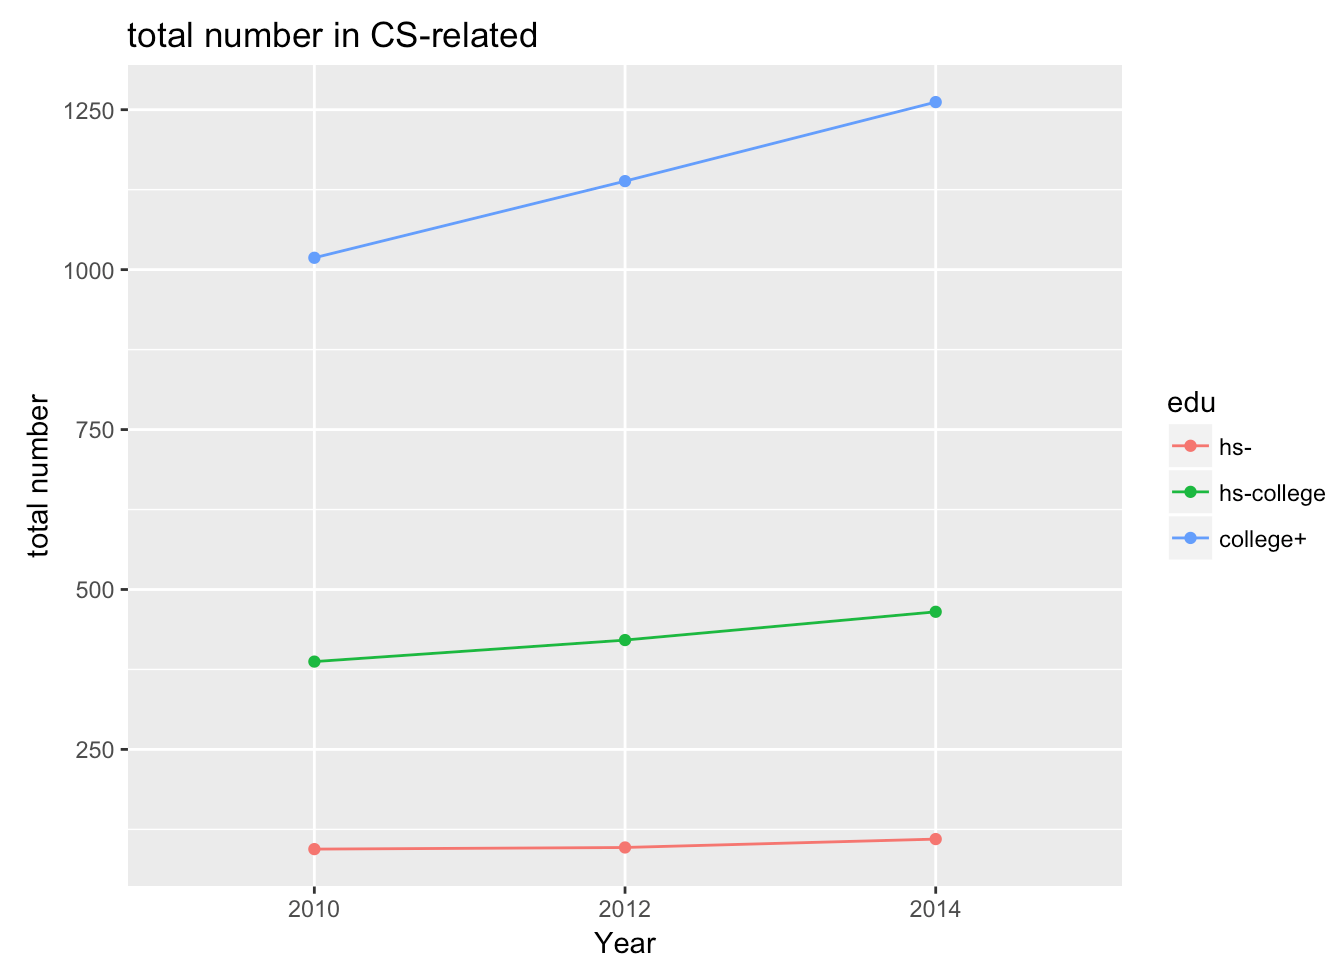 total number in CS-related
1250
1000
750
500
250
total number
2010 2012 2014
Year
edu
hs-
hs-college
college+